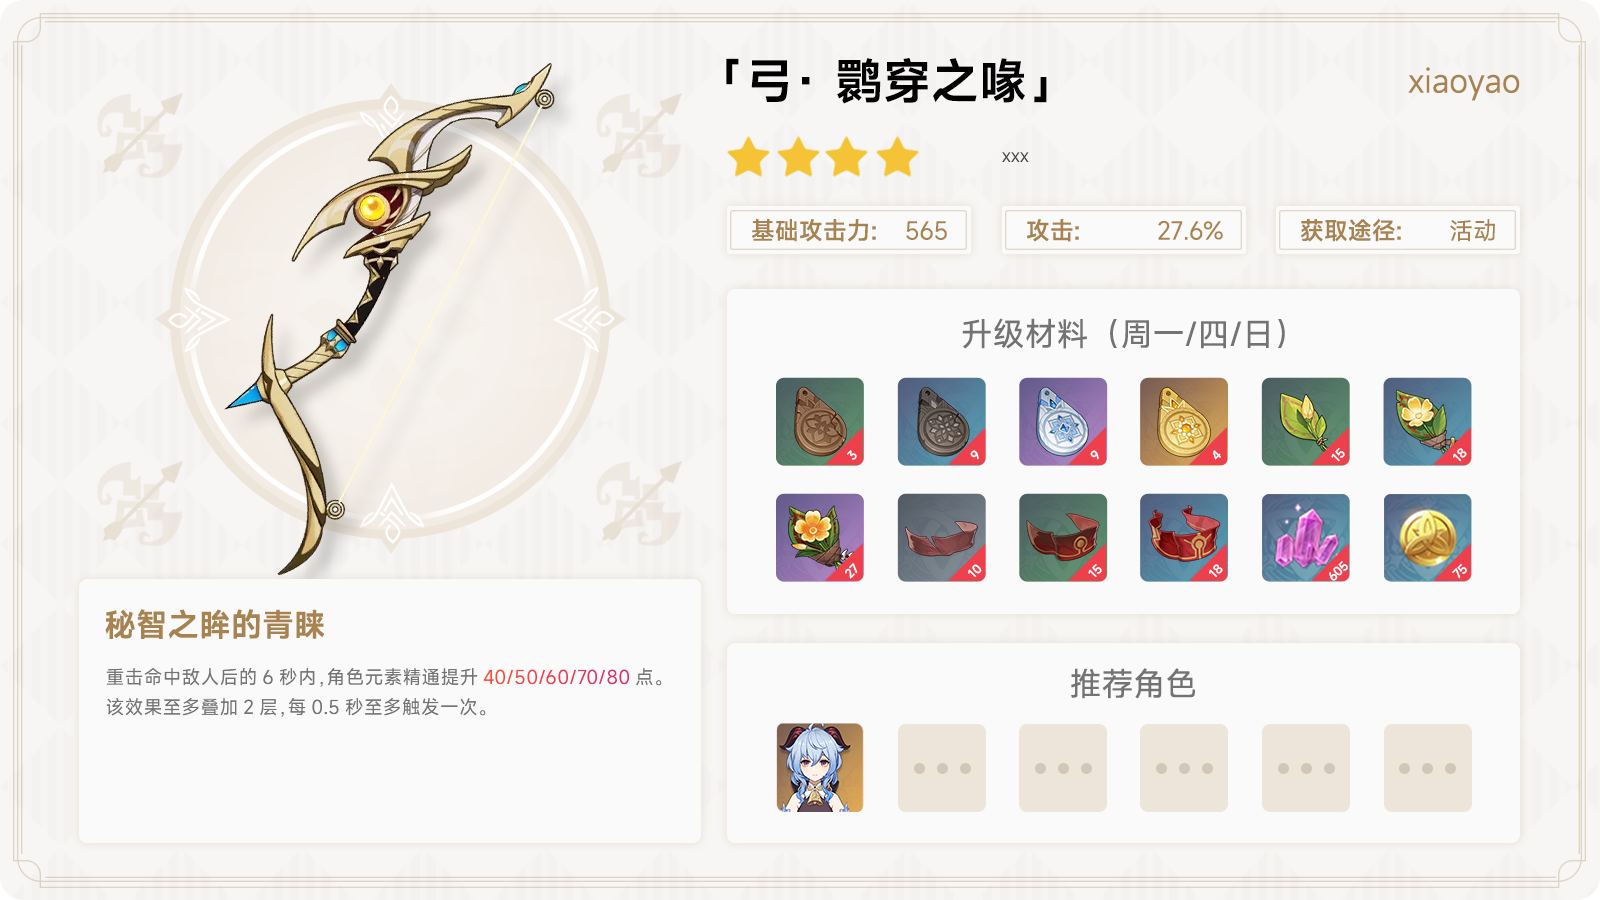 「弓· 鹮穿之喙」
xiaoyao
xxx
基础攻击力: 565
攻击: 27.6%
获取途径: 活动
升级材料（周一/四/日）
3 9 9 4 15 18
27 10 15 18 605 75
秘智之眸的青睐
重击命中敌人后的 6 秒内,角色元素精通提升 40/50/60/70/80 点。
该效果至多叠加 2 层,每 0.5 秒至多触发一次。
推荐角色